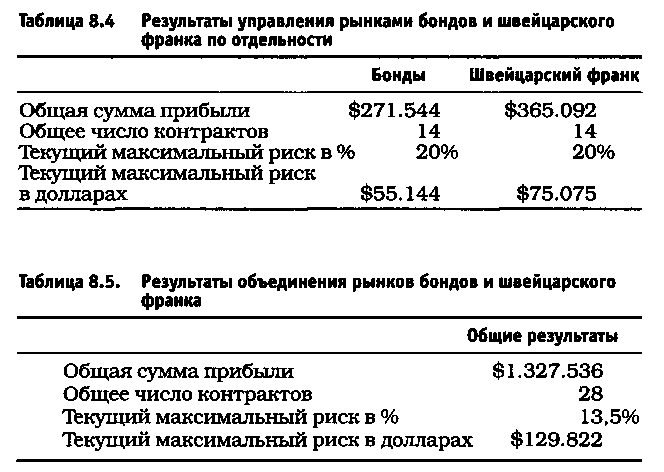 Таблица 8.4 Результаты управления рынками бондов и швейцарского
франка по отдельности
Бонды Швейцарский франк
Общая сумма прибыли $271.544 $365.092
Общее число контрактов 14 14
Текущий максимальный риск в % 20% 20%
Текущий максимальный риск
в долларах $55.144 $75.075
Таблица 8.5. Результаты объединения рынков бондов и швейцарского
франка
Общие результаты
Общая сумма прибыли $1.327.536
Общее число контрактов 28
Текущий максимальный риск в % 13,5%
Текущий максимальный риск в долларах $129.822